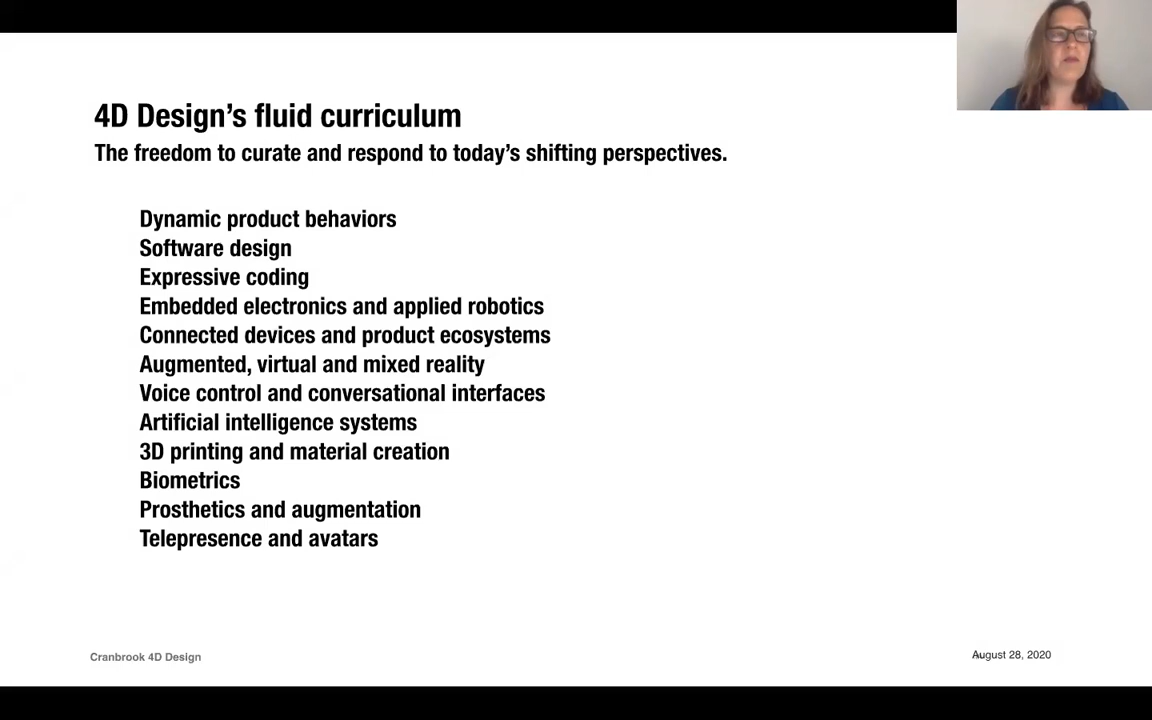 4D Design’s fluid curriculum
The freedom to curate and respond to today’s shifting perspectives.
Dynamic product behaviors
Software design
Expressive coding
Embedded electronics and applied robotics
Connected devices and product ecosystems
Augmented, virtual and mixed reality
Voice control and conversational interfaces
Artificial intelligence systems
3D printing and material creation
Biometrics
Prosthetics and augmentation
Telepresence and avatars
Cranbrook 4D Design
August 28, 2020